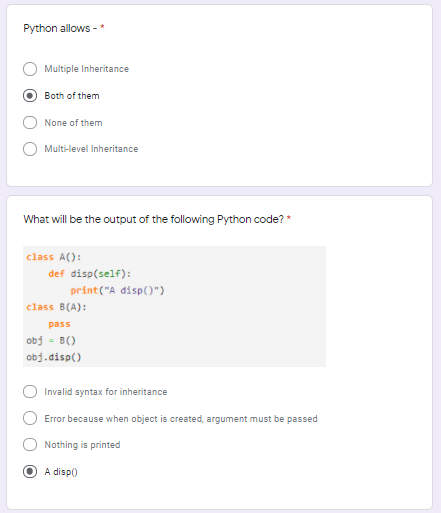 Python allows - *
Multiple Inheritance
Both of them
None of them
Multi-level Inheritance
What will be the output of the following Python code? *
class A():
    def disp(self):
        print("A disp()")
class B(A):
    pass
obj = B()
obj.disp()
Invalid syntax for inheritance
Error because when object is created, argument must be passed
Nothing is printed
A disp()